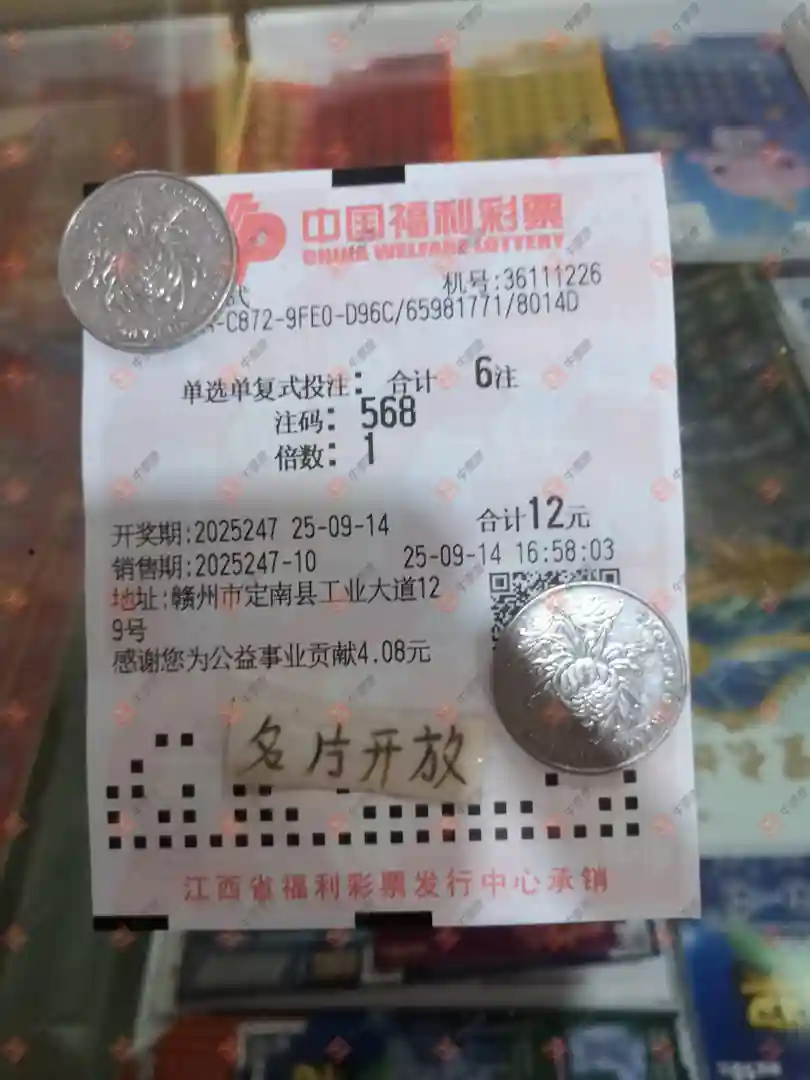 中国福利彩票
CHINA WELFARE LOTTERY
式 机号:36111226
-C872-9FE0-D96C/65981771/8014D
单选单复式投注: 合计 6注
注码: 568
倍数: 1
开奖期:2025247 25-09-14 合计12元
销售期:2025247-10 25-09-14 16:58:03
地址:赣州市定南县工业大道12
9号
感谢您为公益事业贡献4.08元
名片开放
江西省福利彩票发行中心承销